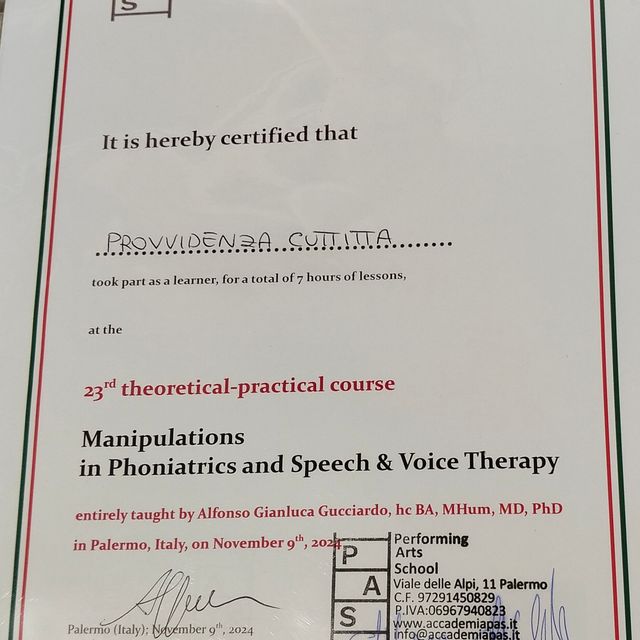 S
It is hereby certified that
PROVVIDENZA CUTTITTA
took part as a learner, for a total of 7 hours of lessons,
at the
23rd theoretical-practical course
Manipulations
in Phoniatrics and Speech & Voice Therapy
entirely taught by Alfonso Gianluca Gucciardo, hc BA, MHum, MD, PhD
in Palermo, Italy, on November 9th, 2024
Palermo (Italy); November 9th, 2024
P
A
S
Performing
Arts
School
Viale delle Alpi, 11 Palermo
C.F. 97291450829
P.IVA:06967940823
www.accademiapas.it
info@accademiapas.it